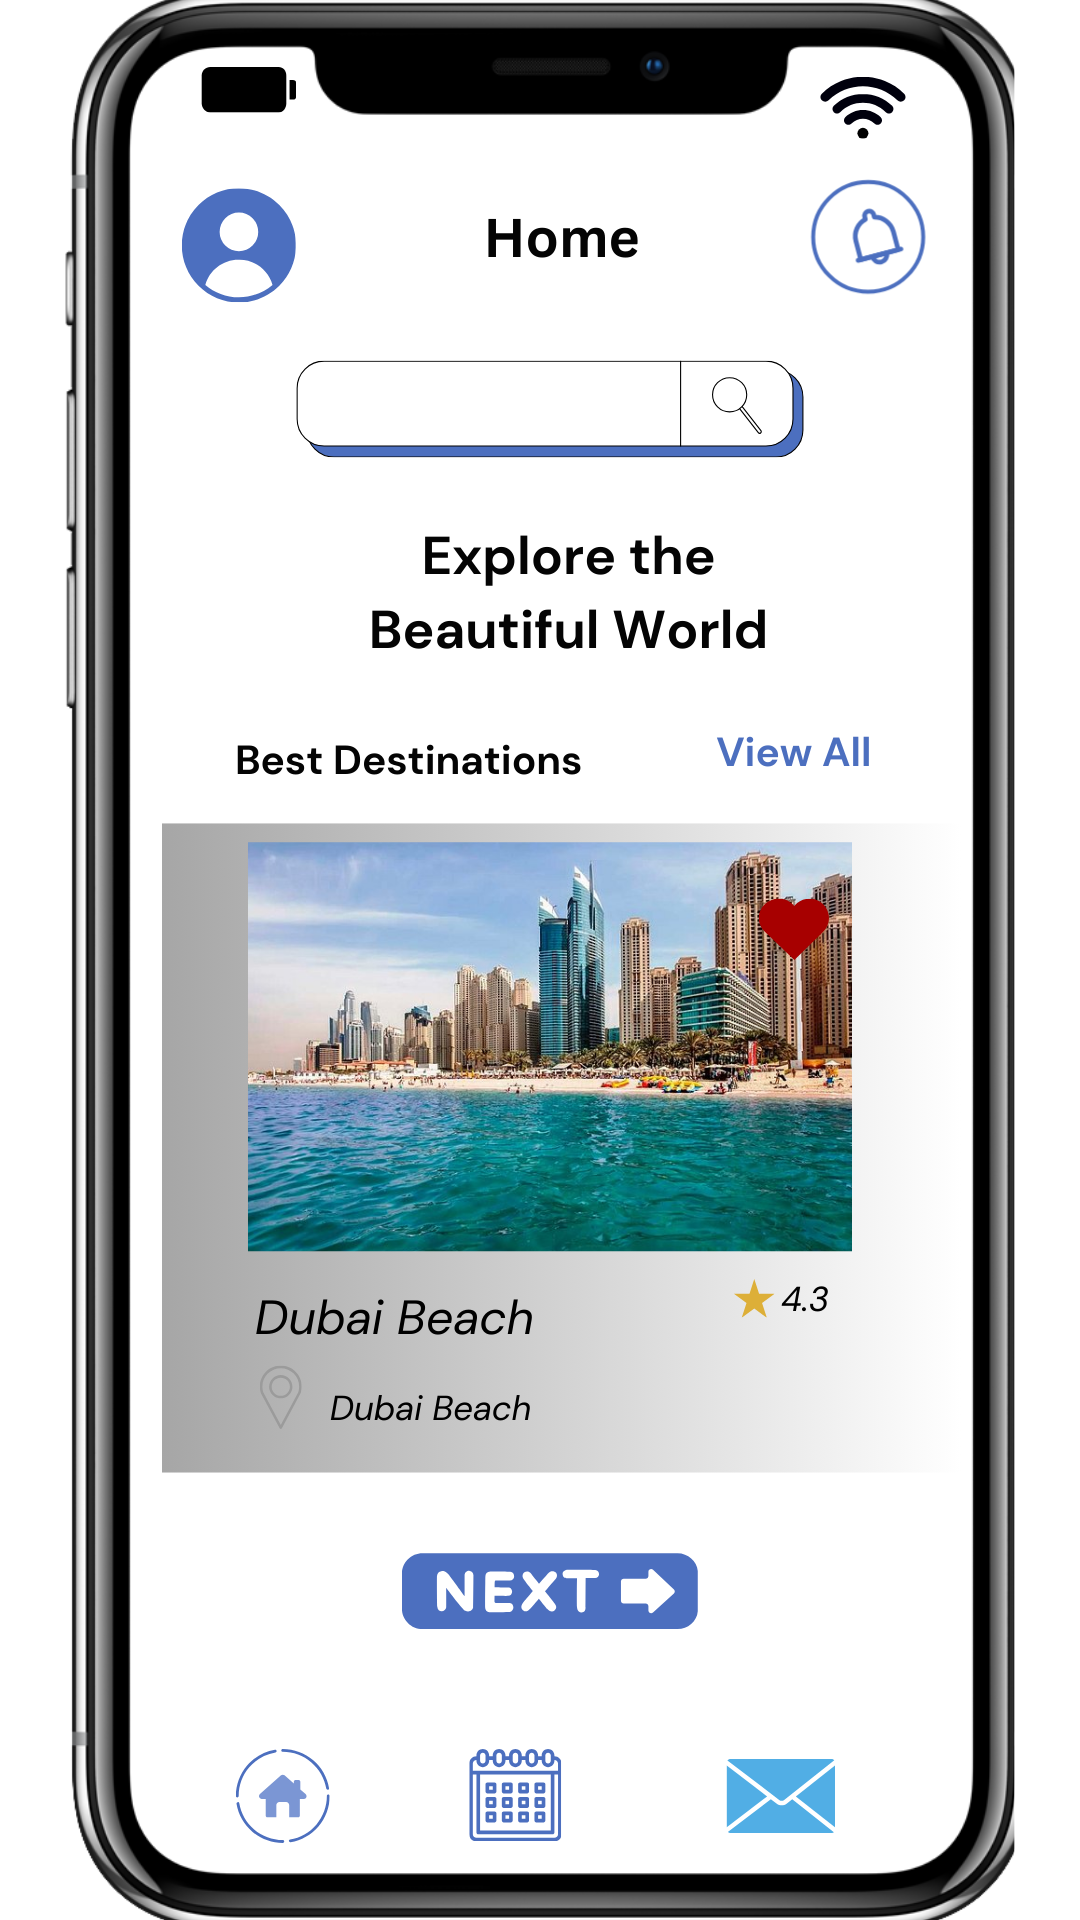 Home
Explore the
Beautiful World
Best Destinations
View All
Dubai Beach
4.3
Dubai Beach
NEXT